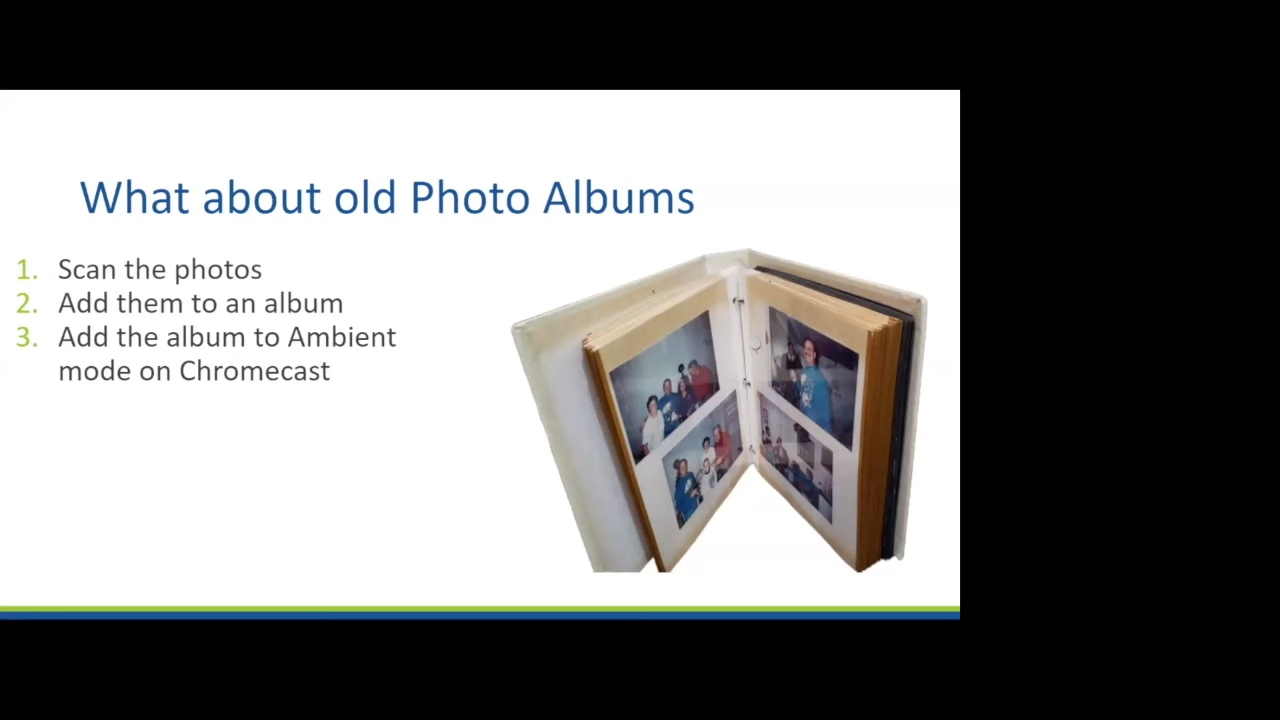 What about old Photo Albums
1. Scan the photos
2. Add them to an album
3. Add the album to Ambient
mode on Chromecast